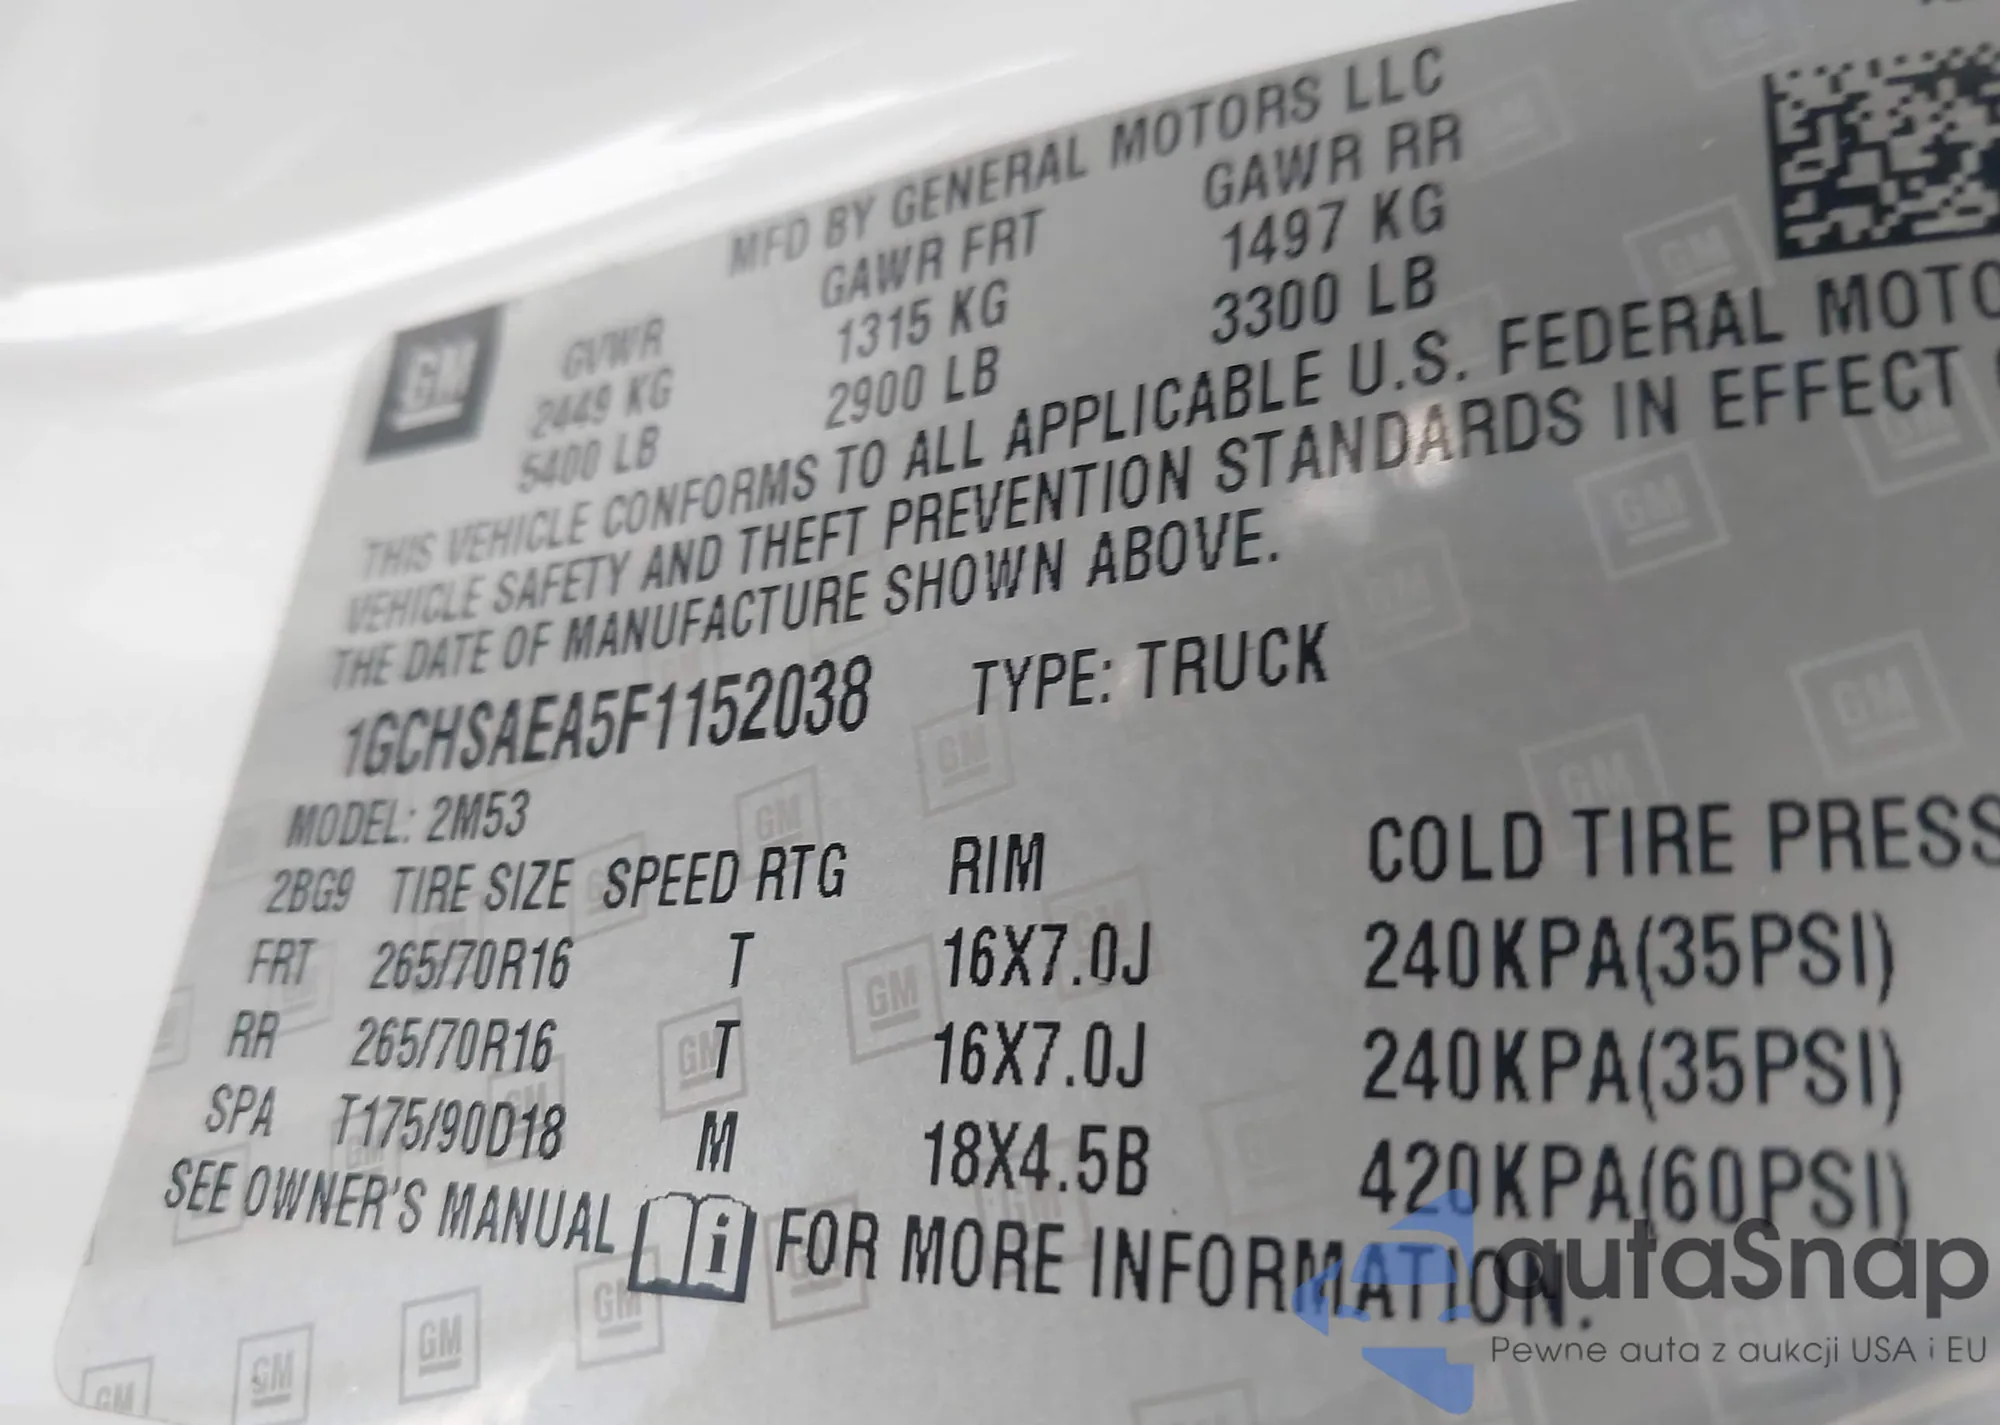 MFD BY GENERAL MOTORS LLC
GM
GVWR GAWR FRT GAWR RR
2449 KG 1315 KG 1497 KG
5400 LB 2900 LB 3300 LB
THIS VEHICLE CONFORMS TO ALL APPLICABLE U.S. FEDERAL MOTO
VEHICLE SAFETY AND THEFT PREVENTION STANDARDS IN EFFECT
THE DATE OF MANUFACTURE SHOWN ABOVE.
1GCHSAEA5F1152038 TYPE: TRUCK
MODEL: 2M53
2BG9 TIRE SIZE SPEED RTG RIM COLD TIRE PRESS
FRT 265/70R16 T 16X7.0J 240KPA(35PSI)
RR 265/70R16 T 16X7.0J 240KPA(35PSI)
SPA T175/90D18 M 18X4.5B 420KPA(60PSI)
SEE OWNER'S MANUAL i FOR MORE INFORMATION.
autaSnap
Pewne auta z aukcji USA i EU